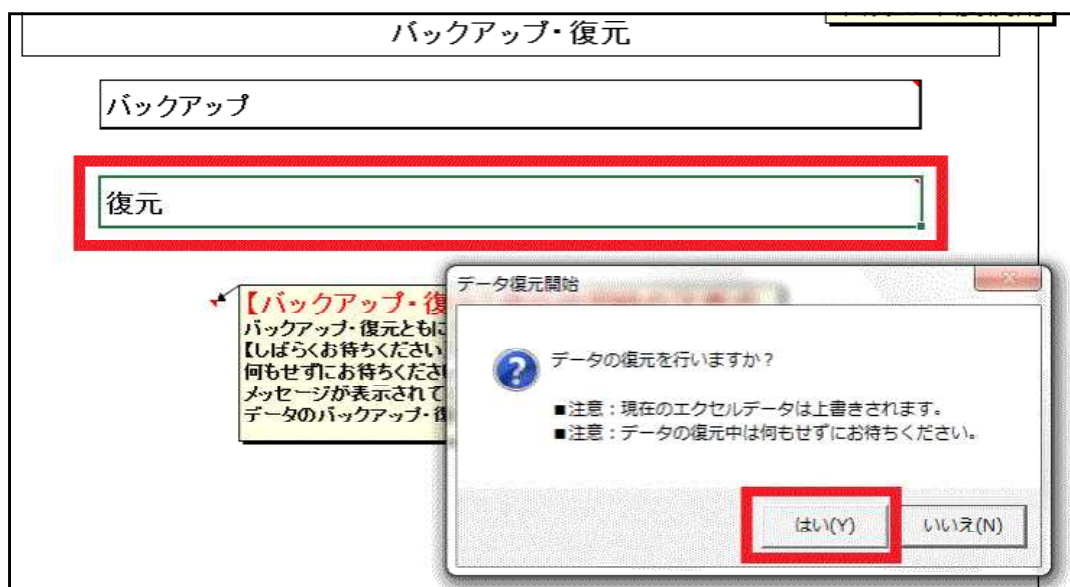 バックアップ・復元
バックアップ
復元
【バックアップ・復
バックアップ・復元ともに
【しばらくお待ちください
何もせずにお待ちくださ
メッセージが表示されて
データのバックアップ・復
データ復元開始
データの復元を行いますか？
■注意：現在のエクセルデータは上書きされます。
■注意：データの復元中は何もせずにお待ちください。
はい(Y)
いいえ(N)